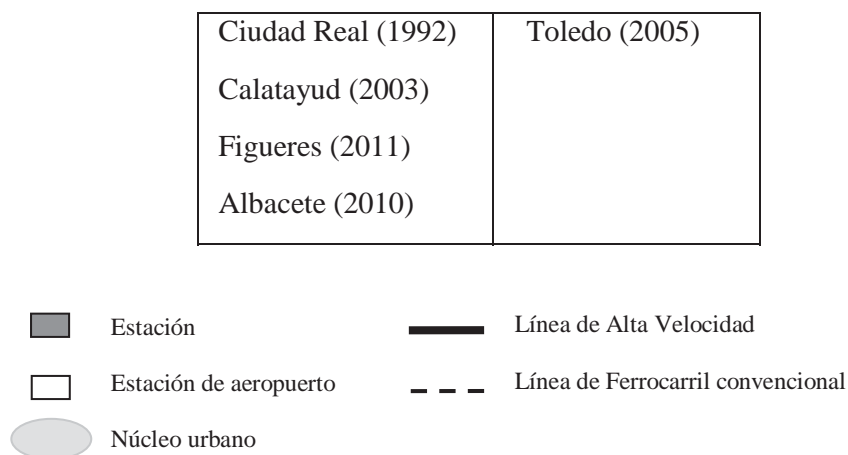 Ciudad Real (1992)
Calatayud (2003)
Figueres (2011)
Albacete (2010)
Toledo (2005)
Estación
Línea de Alta Velocidad
Estación de aeropuerto
Línea de Ferrocarril convencional
Núcleo urbano